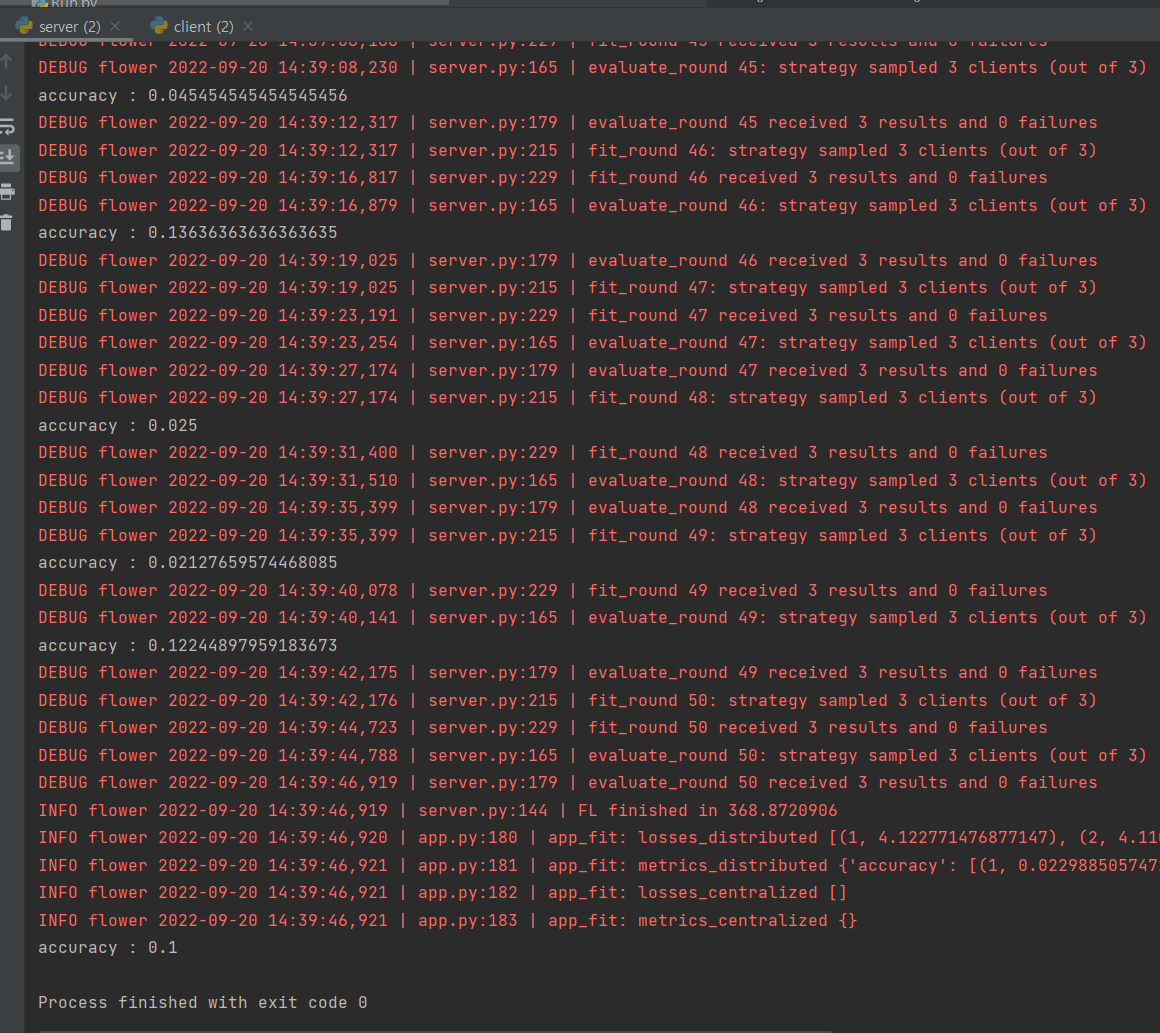 Run.py
server (2)
client (2)
DEBUG flower 2022-09-20 14:39:08,168 | server.py:229 | fit_round 45 received 3 results and 0 failures
DEBUG flower 2022-09-20 14:39:08,230 | server.py:165 | evaluate_round 45: strategy sampled 3 clients (out of 3)
accuracy : 0.045454545454545456
DEBUG flower 2022-09-20 14:39:12,317 | server.py:179 | evaluate_round 45 received 3 results and 0 failures
DEBUG flower 2022-09-20 14:39:12,317 | server.py:215 | fit_round 46: strategy sampled 3 clients (out of 3)
DEBUG flower 2022-09-20 14:39:16,817 | server.py:229 | fit_round 46 received 3 results and 0 failures
DEBUG flower 2022-09-20 14:39:16,879 | server.py:165 | evaluate_round 46: strategy sampled 3 clients (out of 3)
accuracy : 0.13636363636363635
DEBUG flower 2022-09-20 14:39:19,025 | server.py:179 | evaluate_round 46 received 3 results and 0 failures
DEBUG flower 2022-09-20 14:39:19,025 | server.py:215 | fit_round 47: strategy sampled 3 clients (out of 3)
DEBUG flower 2022-09-20 14:39:23,191 | server.py:229 | fit_round 47 received 3 results and 0 failures
DEBUG flower 2022-09-20 14:39:23,254 | server.py:165 | evaluate_round 47: strategy sampled 3 clients (out of 3)
DEBUG flower 2022-09-20 14:39:27,174 | server.py:179 | evaluate_round 47 received 3 results and 0 failures
DEBUG flower 2022-09-20 14:39:27,174 | server.py:215 | fit_round 48: strategy sampled 3 clients (out of 3)
accuracy : 0.025
DEBUG flower 2022-09-20 14:39:31,400 | server.py:229 | fit_round 48 received 3 results and 0 failures
DEBUG flower 2022-09-20 14:39:31,510 | server.py:165 | evaluate_round 48: strategy sampled 3 clients (out of 3)
DEBUG flower 2022-09-20 14:39:35,399 | server.py:179 | evaluate_round 48 received 3 results and 0 failures
DEBUG flower 2022-09-20 14:39:35,399 | server.py:215 | fit_round 49: strategy sampled 3 clients (out of 3)
accuracy : 0.02127659574468085
DEBUG flower 2022-09-20 14:39:40,078 | server.py:229 | fit_round 49 received 3 results and 0 failures
DEBUG flower 2022-09-20 14:39:40,141 | server.py:165 | evaluate_round 49: strategy sampled 3 clients (out of 3)
accuracy : 0.12244897959183673
DEBUG flower 2022-09-20 14:39:42,175 | server.py:179 | evaluate_round 49 received 3 results and 0 failures
DEBUG flower 2022-09-20 14:39:42,176 | server.py:215 | fit_round 50: strategy sampled 3 clients (out of 3)
DEBUG flower 2022-09-20 14:39:44,723 | server.py:229 | fit_round 50 received 3 results and 0 failures
DEBUG flower 2022-09-20 14:39:44,788 | server.py:165 | evaluate_round 50: strategy sampled 3 clients (out of 3)
DEBUG flower 2022-09-20 14:39:46,919 | server.py:179 | evaluate_round 50 received 3 results and 0 failures
INFO flower 2022-09-20 14:39:46,919 | server.py:144 | FL finished in 368.8720906
INFO flower 2022-09-20 14:39:46,920 | app.py:180 | app_fit: losses_distributed [(1, 4.122771476877147), (2, 4.110
INFO flower 2022-09-20 14:39:46,921 | app.py:181 | app_fit: metrics_distributed {'accuracy': [(1, 0.0229885057471
INFO flower 2022-09-20 14:39:46,921 | app.py:182 | app_fit: losses_centralized []
INFO flower 2022-09-20 14:39:46,921 | app.py:183 | app_fit: metrics_centralized {}
accuracy : 0.1
Process finished with exit code 0